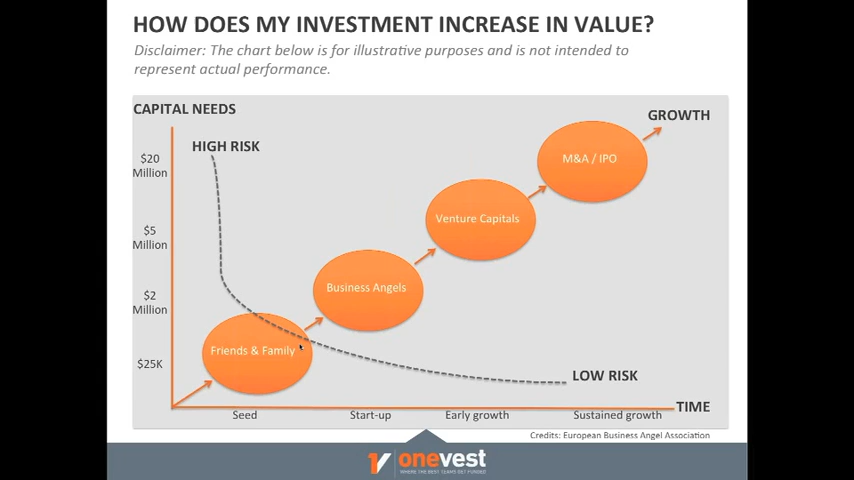 HOW DOES MY INVESTMENT INCREASE IN VALUE?
Disclaimer: The chart below is for illustrative purposes and is not intended to
represent actual performance.
CAPITAL NEEDS
GROWTH
HIGH RISK
$20
Million
M&A / IPO
Venture Capitals
$5
Million
Business Angels
$2
Million
Friends & Family
$25K
LOW RISK
TIME
Seed
Start-up
Early growth
Sustained growth
Credits: European Business Angel Association
onevest
WHERE THE BEST TEAMS GET FUNDED